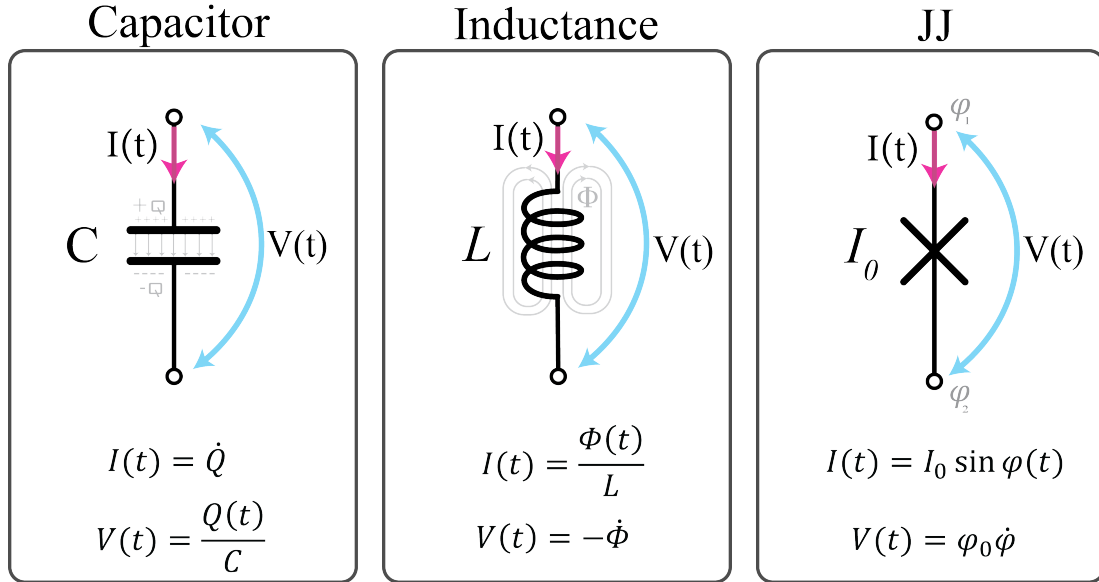 Capacitor
I(t)
+Q
+++++ ++++
C
V(t)
-----  ----
-Q
I(t) = Q̇
V(t) = Q(t)/C
Inductance
I(t)
Φ
L
V(t)
I(t) = Φ(t)/L
V(t) = −Φ̇
JJ
φ₁
I(t)
I₀
V(t)
φ₂
I(t) = I₀ sin φ(t)
V(t) = φ₀φ̇